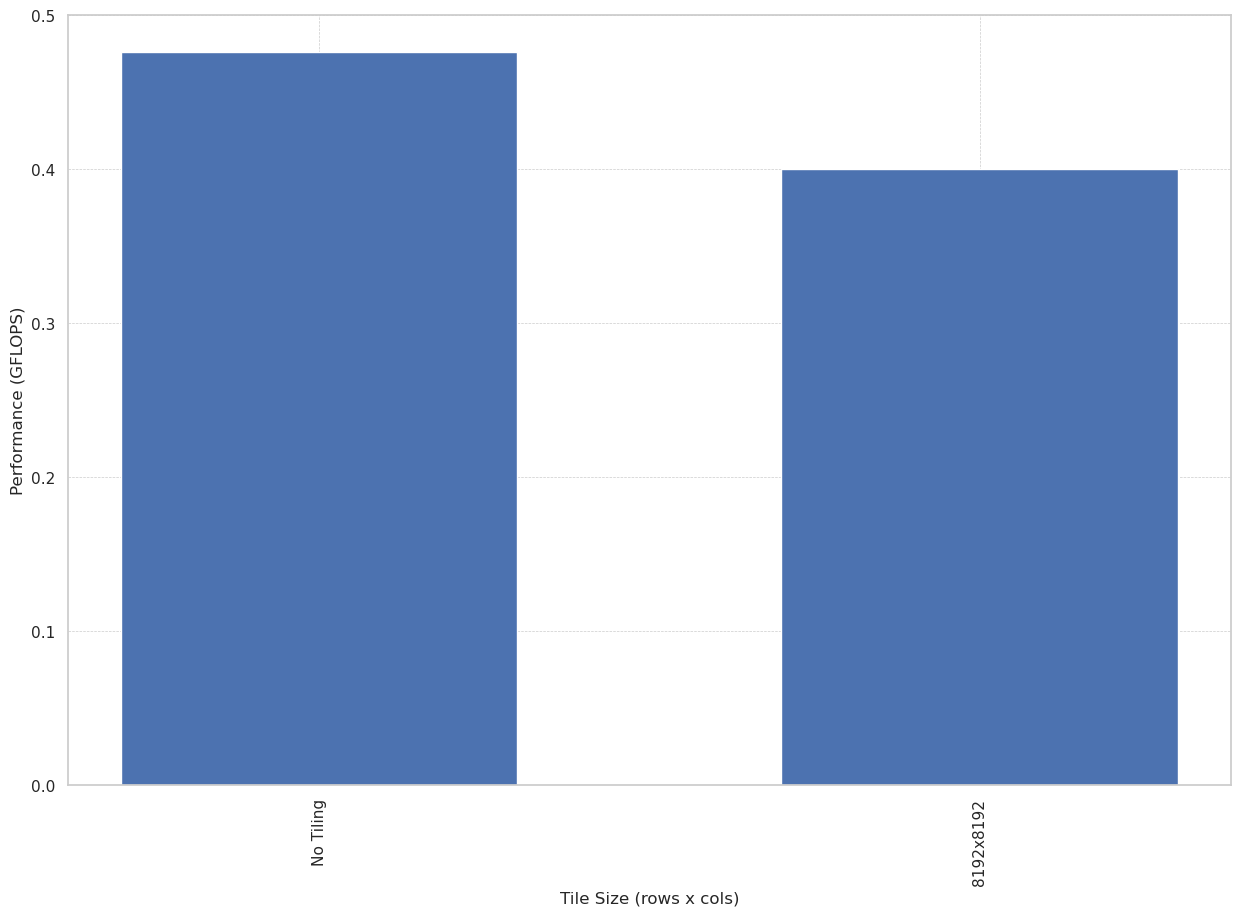 0.5
0.4
0.3
0.2
0.1
0.0
Performance (GFLOPS)
No Tiling
8192x8192
Tile Size (rows x cols)